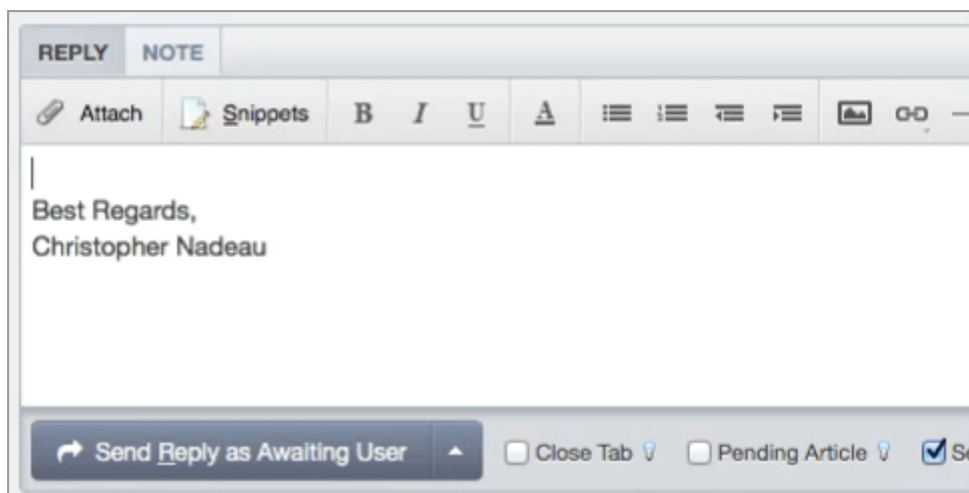 REPLY NOTE
Attach Snippets B I U A
Best Regards,
Christopher Nadeau
Send Reply as Awaiting User Close Tab Pending Article